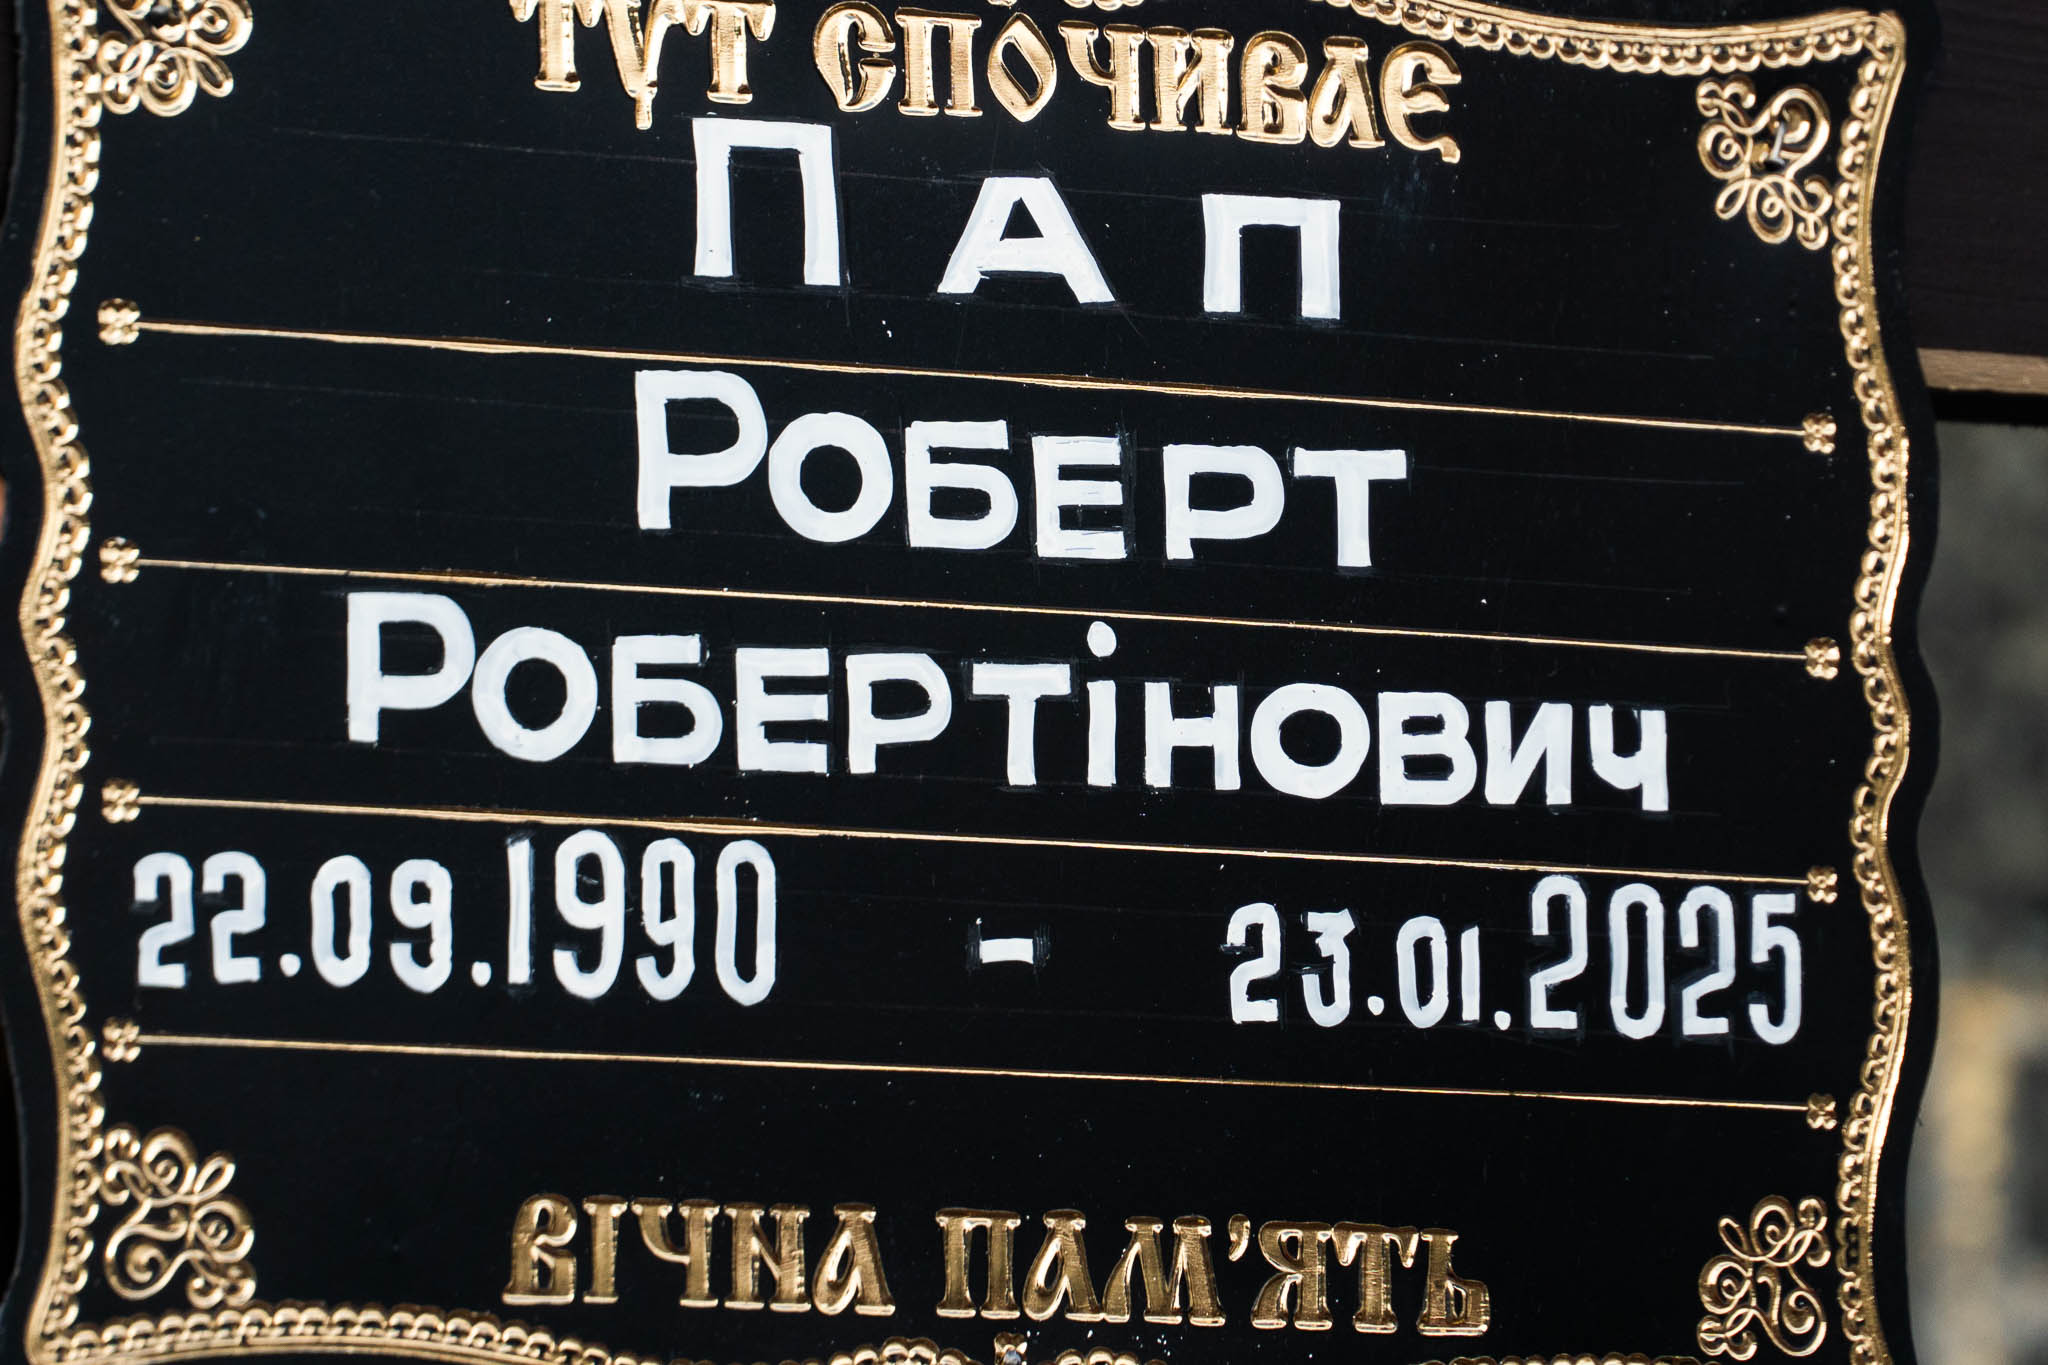 ТУТ СПОЧИВАЄ
Пап
Роберт
Робертінович
22.09.1990 - 23.01.2025
ВІЧНА ПАМ'ЯТЬ